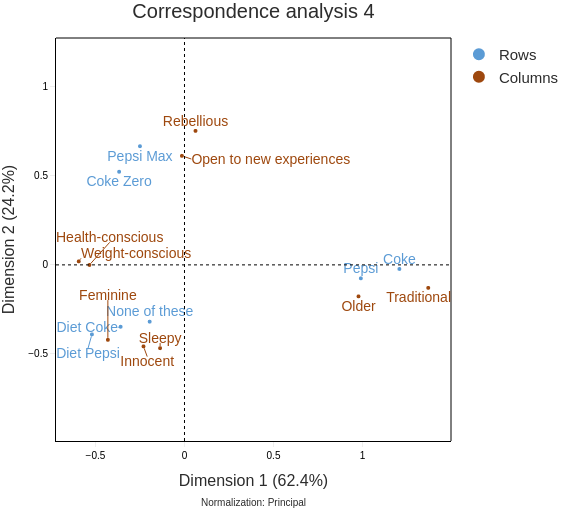 Correspondence analysis 4
Rows
Columns
Dimension 2 (24.2%)
1
0.5
0
−0.5
Rebellious
Pepsi Max
Open to new experiences
Coke Zero
Health-conscious
Weight-conscious
Coke
Pepsi
Feminine
Traditional
Older
None of these
Diet Coke
Sleepy
Diet Pepsi
Innocent
−0.5
0
0.5
1
Dimension 1 (62.4%)
Normalization: Principal